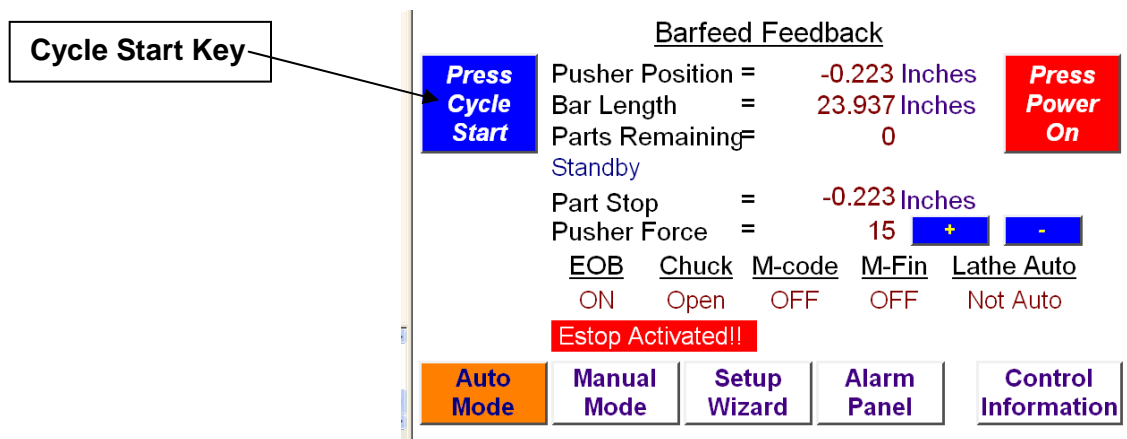 Barfeed Feedback
Cycle Start Key
Press Cycle Start
Pusher Position = -0.223 Inches
Bar Length = 23.937 Inches
Parts Remaining= 0
Standby
Press Power On
Part Stop = -0.223 Inches
Pusher Force = 15 + -
EOB Chuck M-code M-Fin Lathe Auto
ON Open OFF OFF Not Auto
Estop Activated!!
Auto Mode
Manual Mode
Setup Wizard
Alarm Panel
Control Information